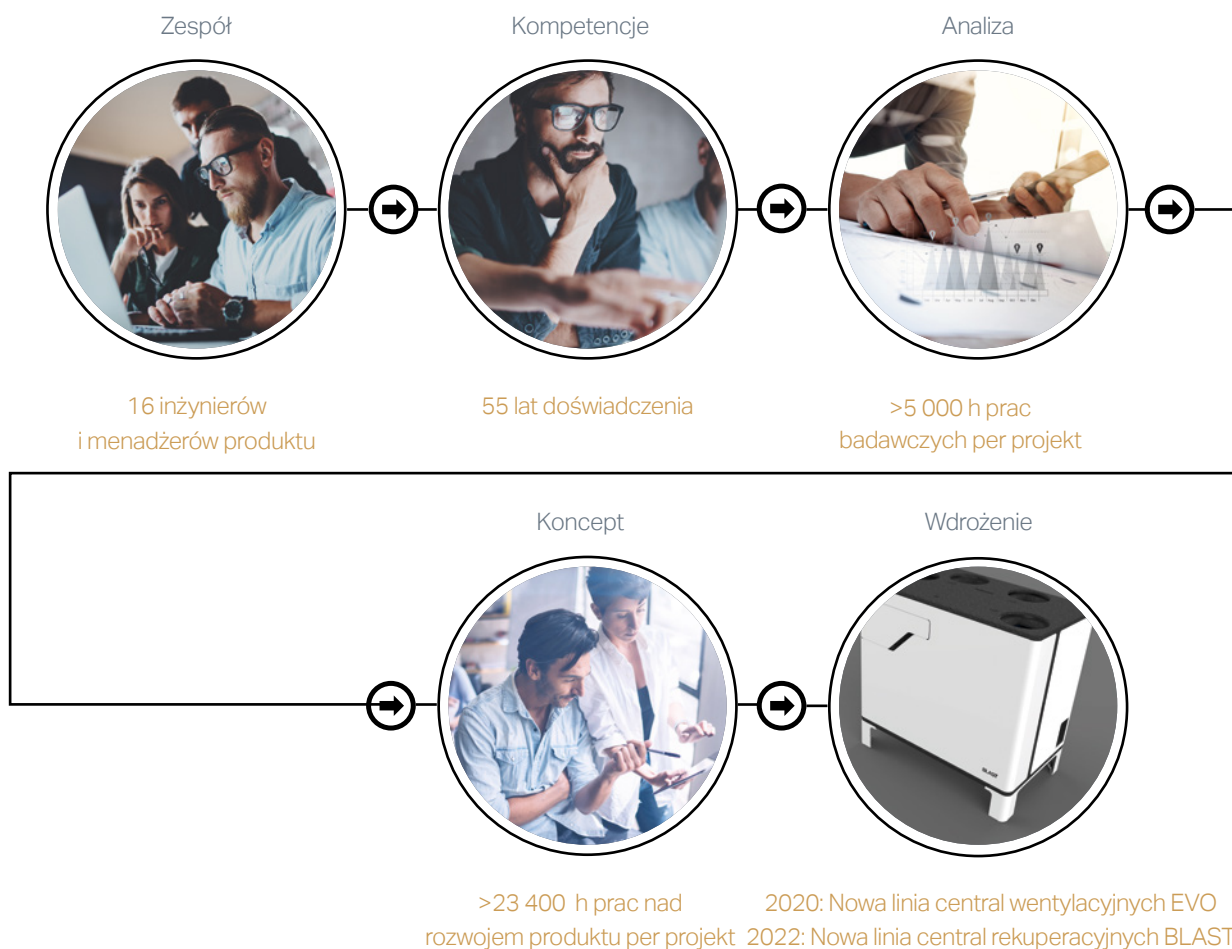 Zespół
Kompetencje
Analiza
16 inżynierów
i menadżerów produktu
55 lat doświadczenia
>5 000 h prac
badawczych per projekt
Koncept
Wdrożenie
BLAST
>23 400 h prac nad
rozwojem produktu per projekt
2020: Nowa linia central wentylacyjnych EVO
2022: Nowa linia central rekuperacyjnych BLAST